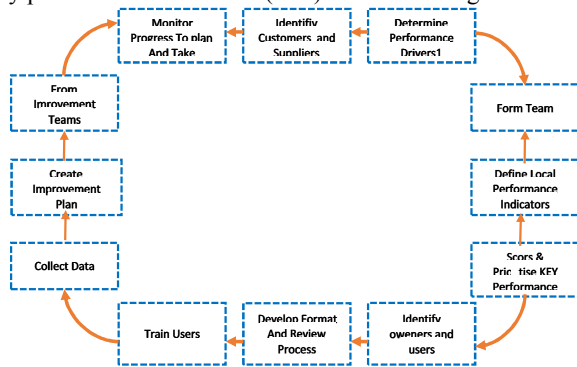 Monitor
Progress To plan
And Take
Identifiy
Customers and
Suppliers
Determine
Performance
Drivers1
From
Improvement
Teams
Form Team
Create
Improvement
Plan
Define Local
Performance
Indicators
Collect Data
Scors &
KEY
Performance
Train Users
Develop Format
And Review
Process
Identify
oweners and
users